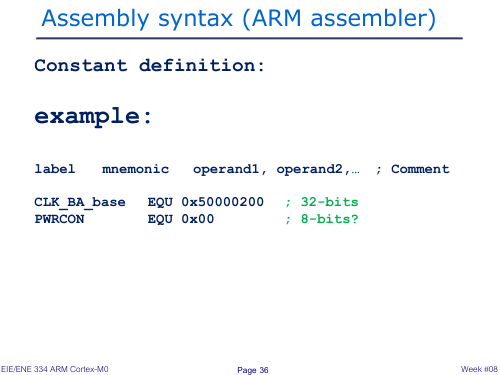 Assembly syntax (ARM assembler)
Constant definition:
example:
label mnemonic operand1, operand2,… ; Comment
CLK_BA_base EQU 0x50000200 ; 32-bits
PWRCON EQU 0x00 ; 8-bits?
EIE/ENE 334 ARM Cortex-M0 Page 36 Week #08